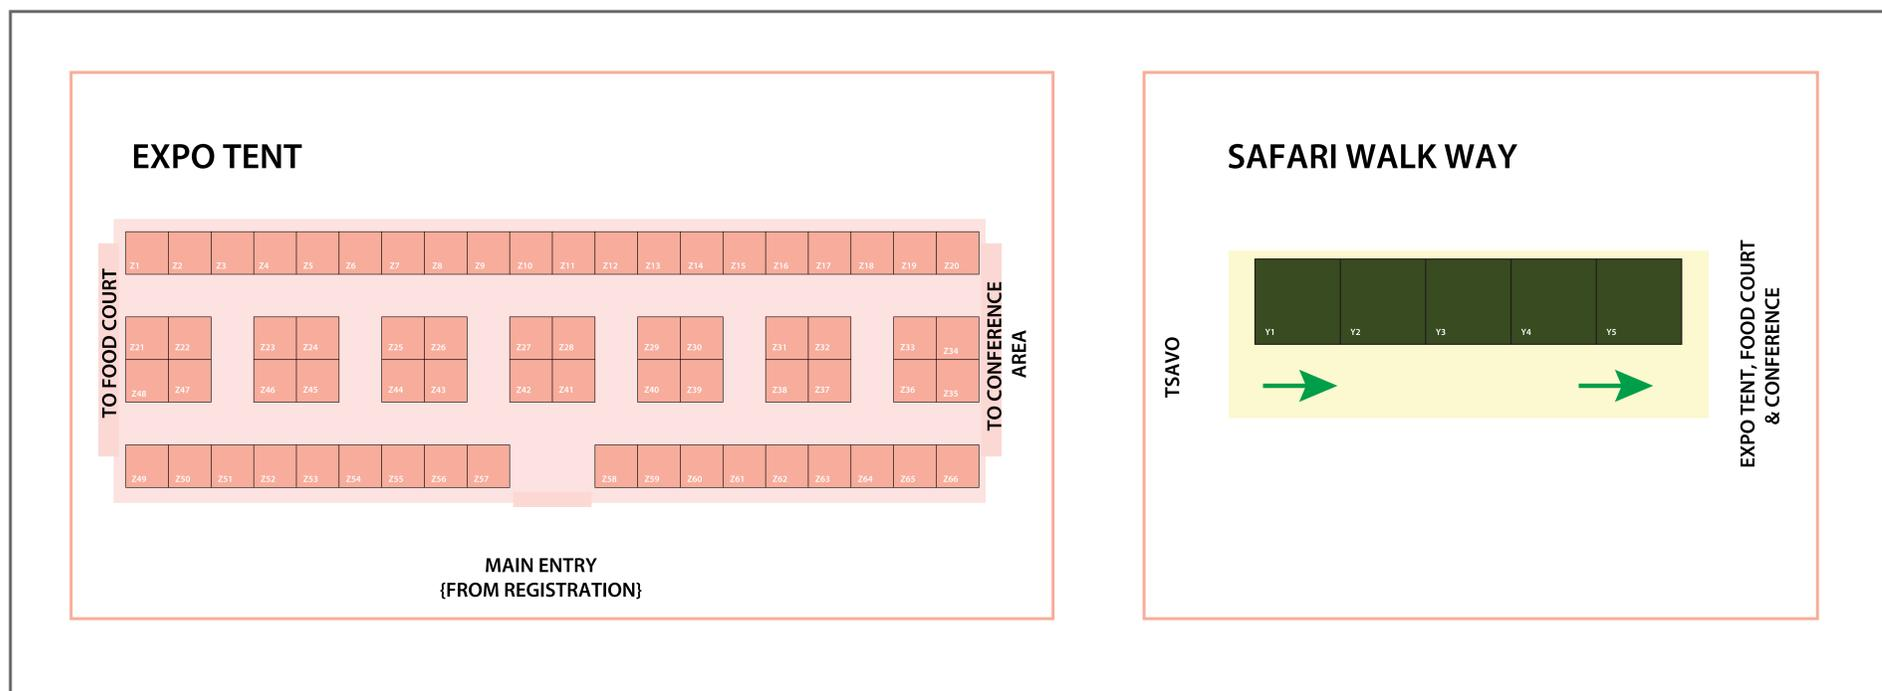 EXPO TENT
Z1 Z2 Z3 Z4 Z5 Z6 Z7 Z8 Z9 Z10 Z11 Z12 Z13 Z14 Z15 Z16 Z17 Z18 Z19 Z20
TO FOOD COURT
Z21 Z22 Z23 Z24 Z25 Z26 Z27 Z28 Z29 Z30 Z31 Z32 Z33 Z34
Z48 Z47 Z46 Z45 Z44 Z43 Z42 Z41 Z40 Z39 Z38 Z37 Z36 Z35
TO CONFERENCE
AREA
Z49 Z50 Z51 Z52 Z53 Z54 Z55 Z56 Z57 Z58 Z59 Z60 Z61 Z62 Z63 Z64 Z65 Z66
MAIN ENTRY
{FROM REGISTRATION}
SAFARI WALK WAY
TSAVO
Y1 Y2 Y3 Y4 Y5
EXPO TENT, FOOD COURT
& CONFERENCE